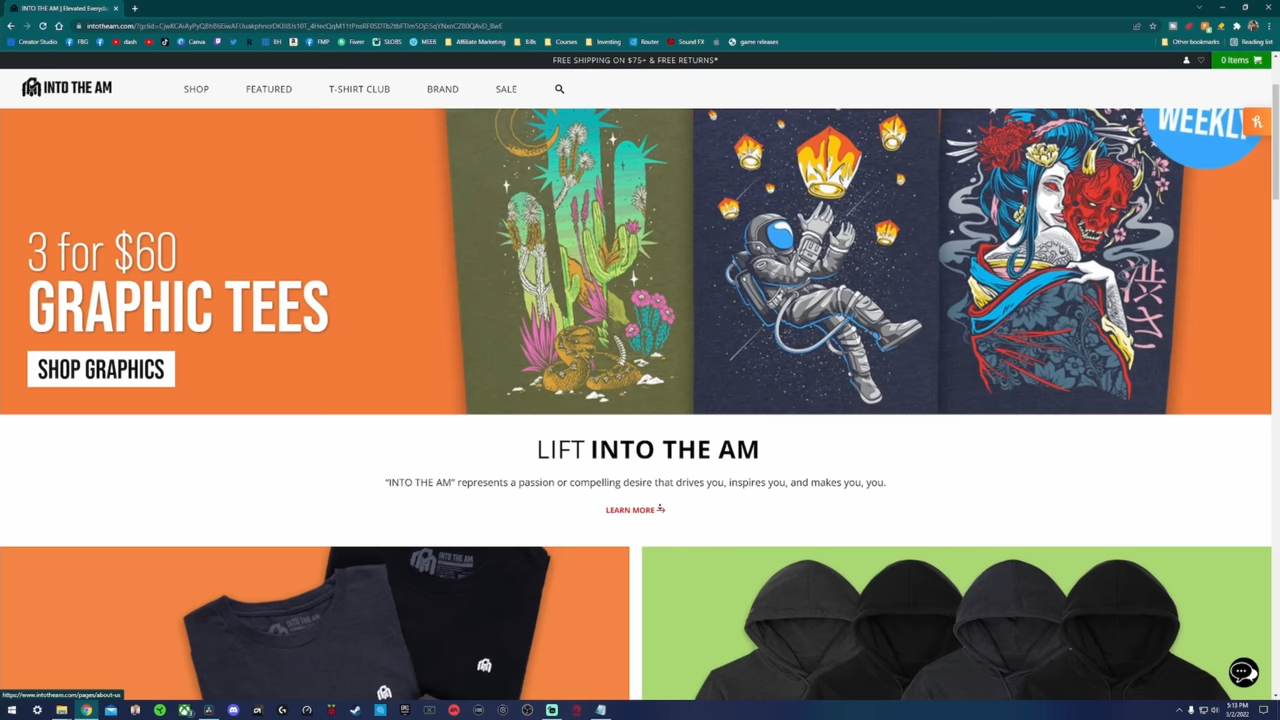 INTO THE AM | Elevated Everyday
Creator Studio
FBG
dash
Canva
BH
FMP
Fiverr
SLOBS
MEE6
Affiliate Marketing
Bills
Courses
Investing
Router
Sound FX
game releases
Other bookmarks
Reading list
FREE SHIPPING ON $75+ & FREE RETURNS*
0 Items
INTO THE AM
SHOP
FEATURED
T-SHIRT CLUB
BRAND
SALE
WEEKLY
3 for $60
GRAPHIC TEES
SHOP GRAPHICS
LIFT INTO THE AM
“INTO THE AM” represents a passion or compelling desire that drives you, inspires you, and makes you, you.
LEARN MORE
INTO THE AM
https://www.intotheam.com/pages/about-us
5:13 PM
3/2/2022